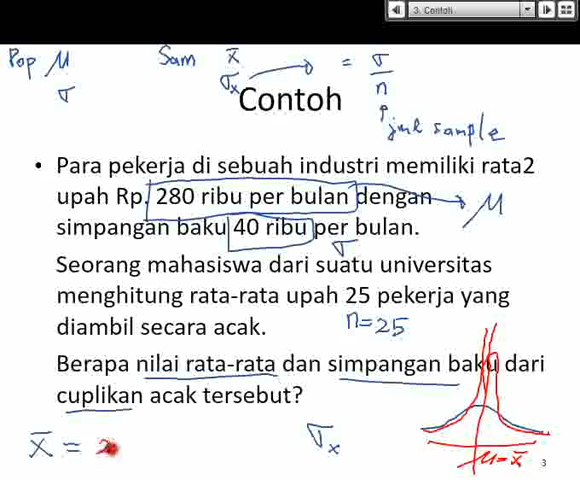 3. Contoh
Pop μ Sam x̄
σ σx = σ/n
Contoh
jml sample
• Para pekerja di sebuah industri memiliki rata2
upah Rp. 280 ribu per bulan dengan μ
simpangan baku 40 ribu per bulan.
σ
Seorang mahasiswa dari suatu universitas
menghitung rata-rata upah 25 pekerja yang
diambil secara acak. n=25
Berapa nilai rata-rata dan simpangan baku dari
cuplikan acak tersebut?
x̄ = σx
μ=x̄
3